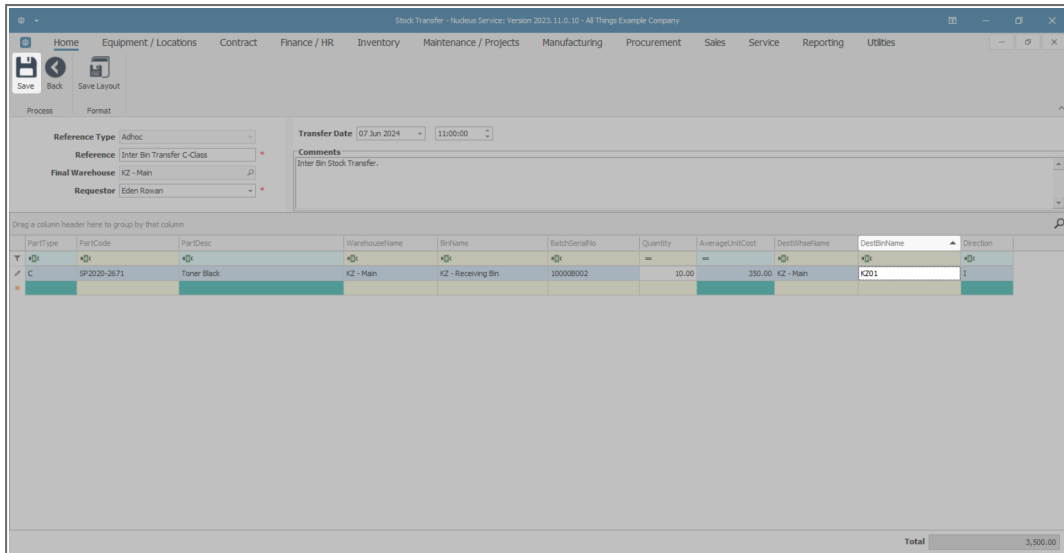 Stock Transfer - Nucleus Service: Version 2023.11.0.10 - All Things Example Company
Home Equipment / Locations Contract Finance / HR Inventory Maintenance / Projects Manufacturing Procurement Sales Service Reporting Utilities
Save Back Save Layout
Process Format
Reference Type Adhoc
Transfer Date 07 Jun 2024 11:00:00
Reference Inter Bin Transfer C-Class *
Comments
Inter Bin Stock Transfer.
Final Warehouse KZ - Main
Requestor Eden Rowan *
Drag a column header here to group by that column
PartType PartCode PartDesc WarehouseName BinName BatchSerialNo Quantity AverageUnitCost DestWhseName DestBinName Direction
= =
C SP2020-2671 Toner Black KZ - Main KZ - Receiving Bin 10000B002 10.00 350.00 KZ - Main KZ01 I
Total 3,500.00